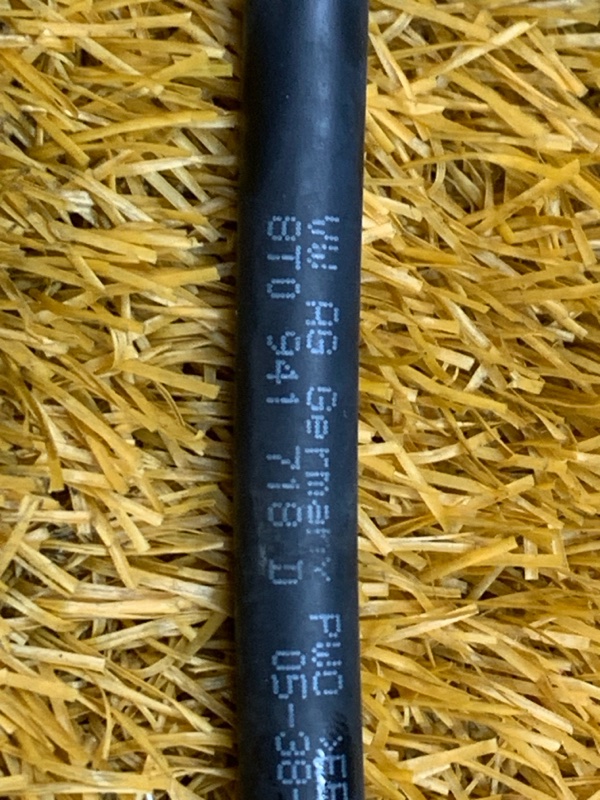 VW AG Germany PWO
8T0 941 718 D 05-38-